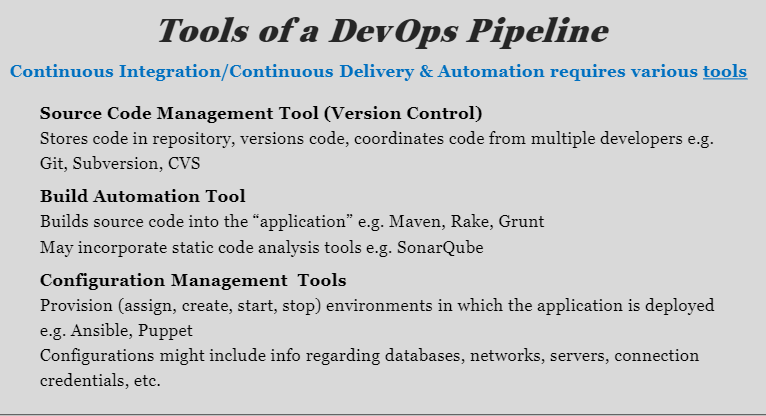 Tools of a DevOps Pipeline
Continuous Integration/Continuous Delivery & Automation requires various tools
Source Code Management Tool (Version Control)
Stores code in repository, versions code, coordinates code from multiple developers e.g.
Git, Subversion, CVS
Build Automation Tool
Builds source code into the “application” e.g. Maven, Rake, Grunt
May incorporate static code analysis tools e.g. SonarQube
Configuration Management  Tools
Provision (assign, create, start, stop) environments in which the application is deployed
e.g. Ansible, Puppet
Configurations might include info regarding databases, networks, servers, connection
credentials, etc.